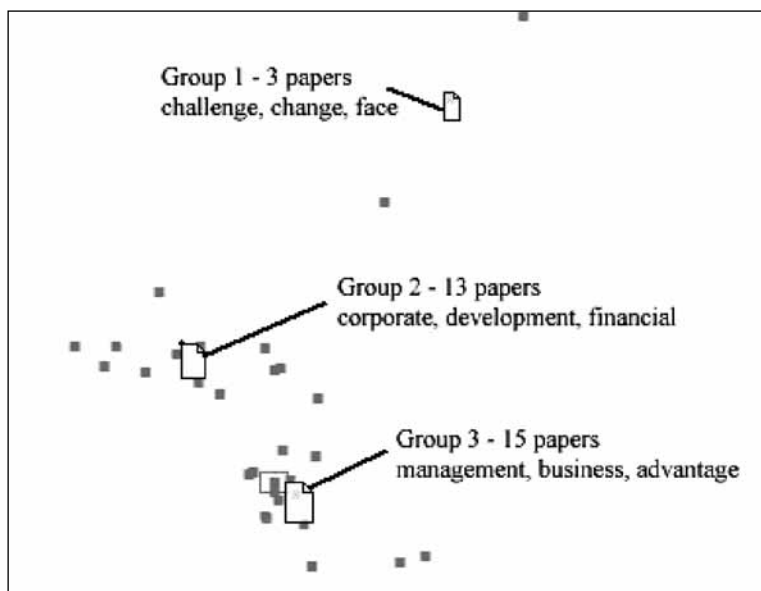 Group 1 - 3 papers
challenge, change, face
Group 2 - 13 papers
corporate, development, financial
Group 3 - 15 papers
management, business, advantage